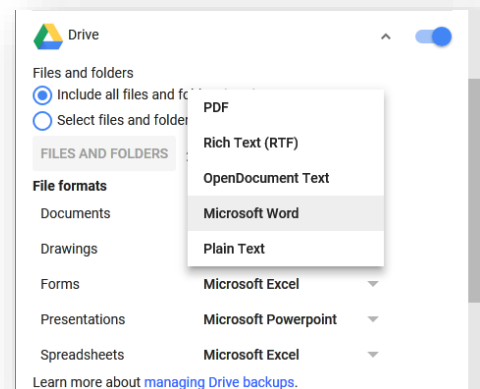 Drive
Files and folders
Include all files and
Select files and folder
FILES AND FOLDERS
File formats
Documents
PDF
Rich Text (RTF)
OpenDocument Text
Microsoft Word
Plain Text
Drawings
Forms Microsoft Excel
Presentations Microsoft Powerpoint
Spreadsheets Microsoft Excel
Learn more about managing Drive backups.